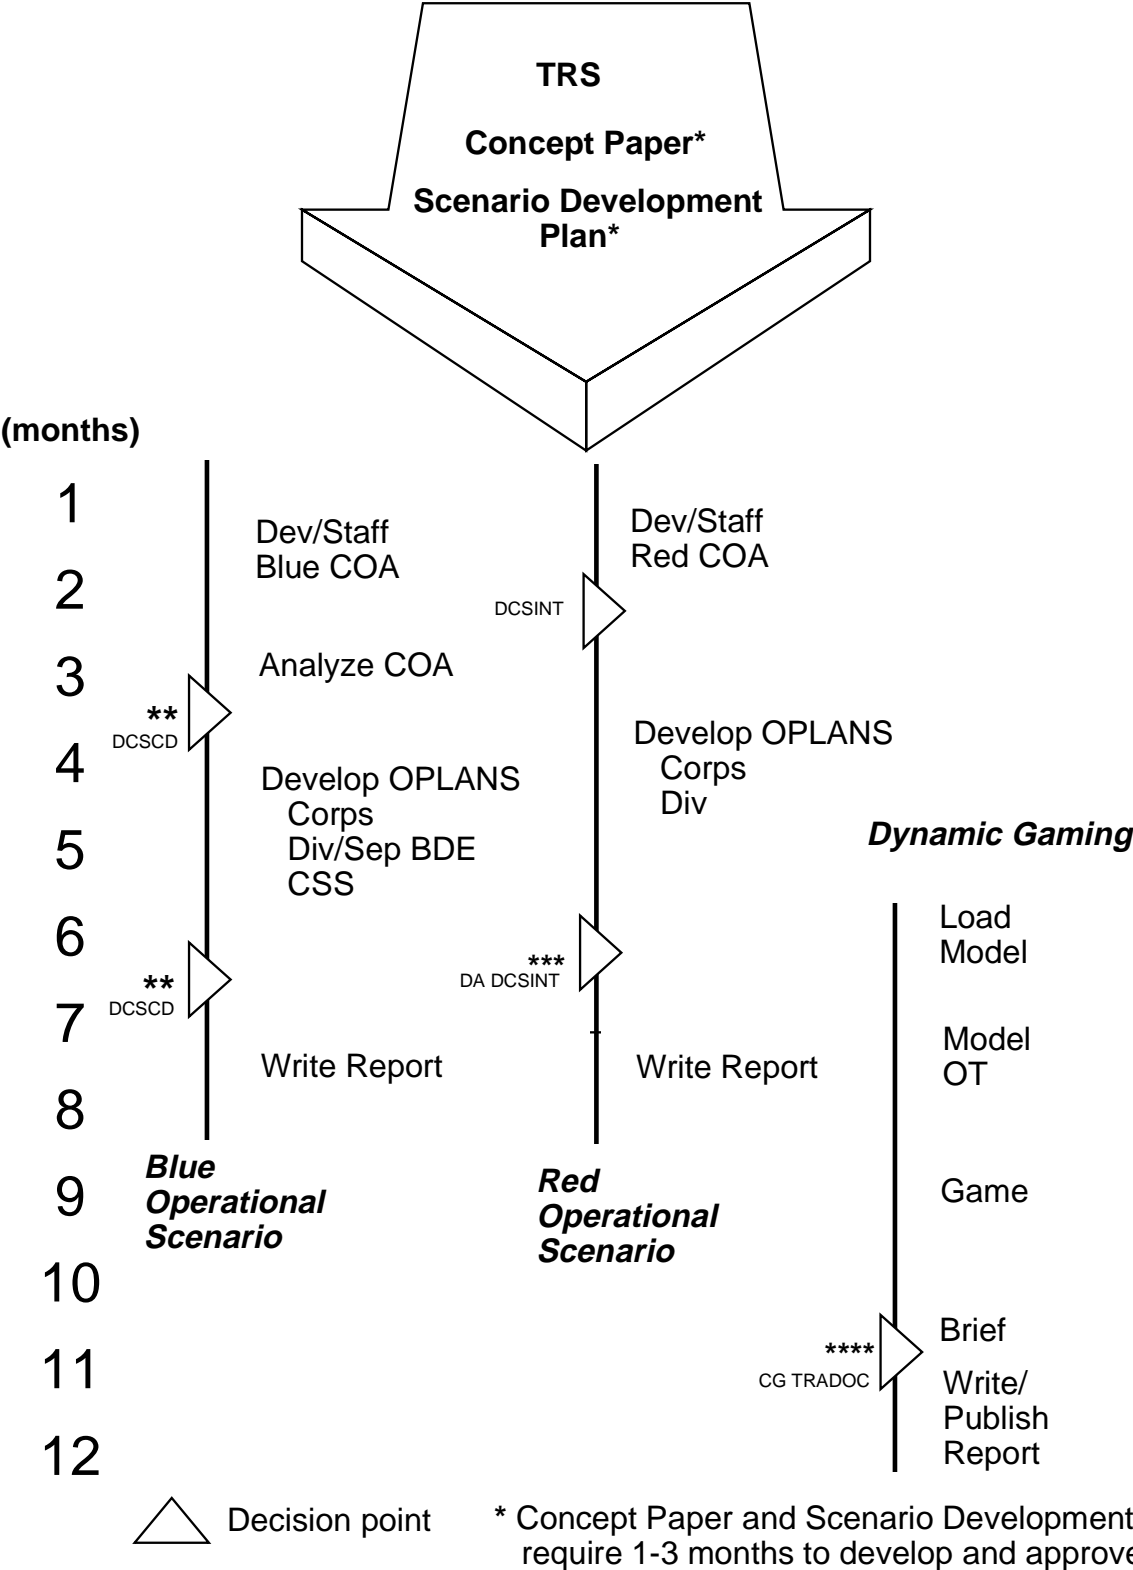 TRS
Concept Paper*
Scenario Development
Plan*
(months)
1
2
3
4
5
6
7
8
9
10
11
12
Dev/Staff
Blue COA
Analyze COA
**
DCSCD
Develop OPLANS
Corps
Div/Sep BDE
CSS
**
DCSCD
Write Report
Blue
Operational
Scenario
Dev/Staff
Red COA
DCSINT
Develop OPLANS
Corps
Div
***
DA DCSINT
Write Report
Red
Operational
Scenario
Dynamic Gaming
Load
Model
Model
OT
Game
Brief
****
CG TRADOC
Write/
Publish
Report
Decision point
* Concept Paper and Scenario Development
require 1-3 months to develop and approve